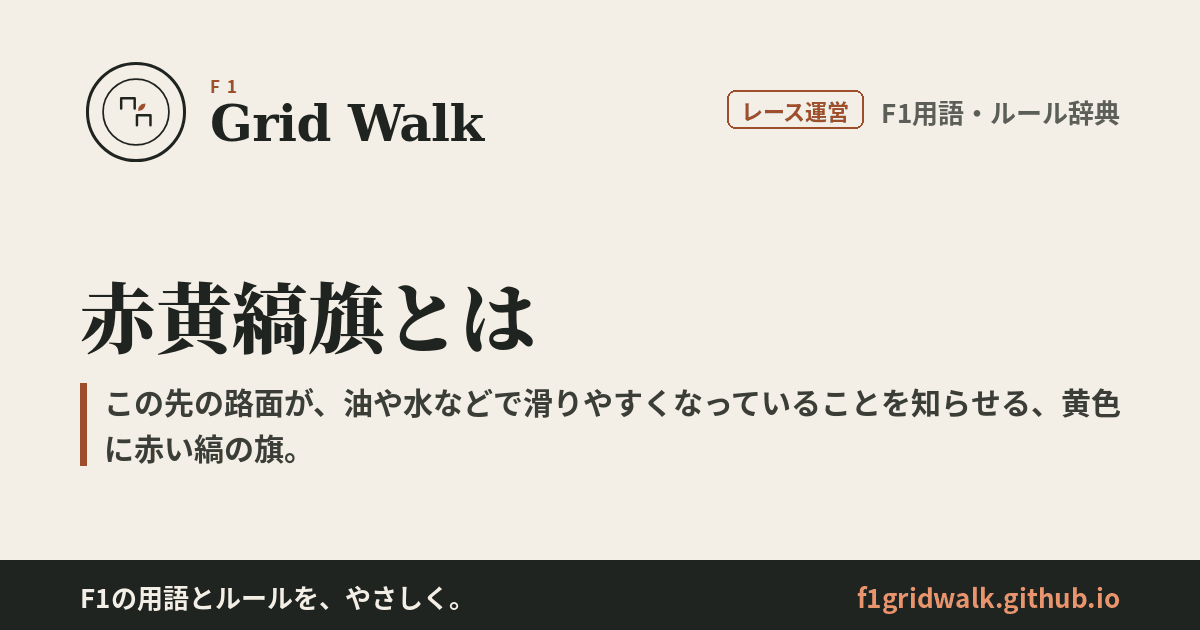 F1
Grid Walk
レース運営
F1用語・ルール辞典
赤黄縞旗とは
この先の路面が、油や水などで滑りやすくなっていることを知らせる、黄色
に赤い縞の旗。
F1の用語とルールを、やさしく。
f1gridwalk.github.io